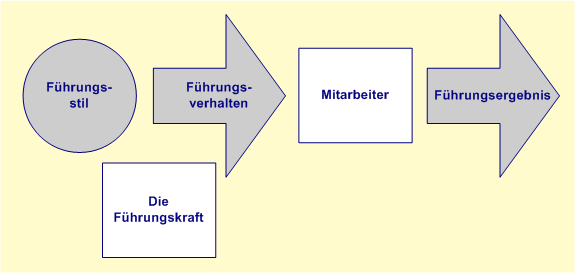 Führungs-
stil
Führungs-
verhalten
Mitarbeiter
Führungsergebnis
Die
Führungskraft